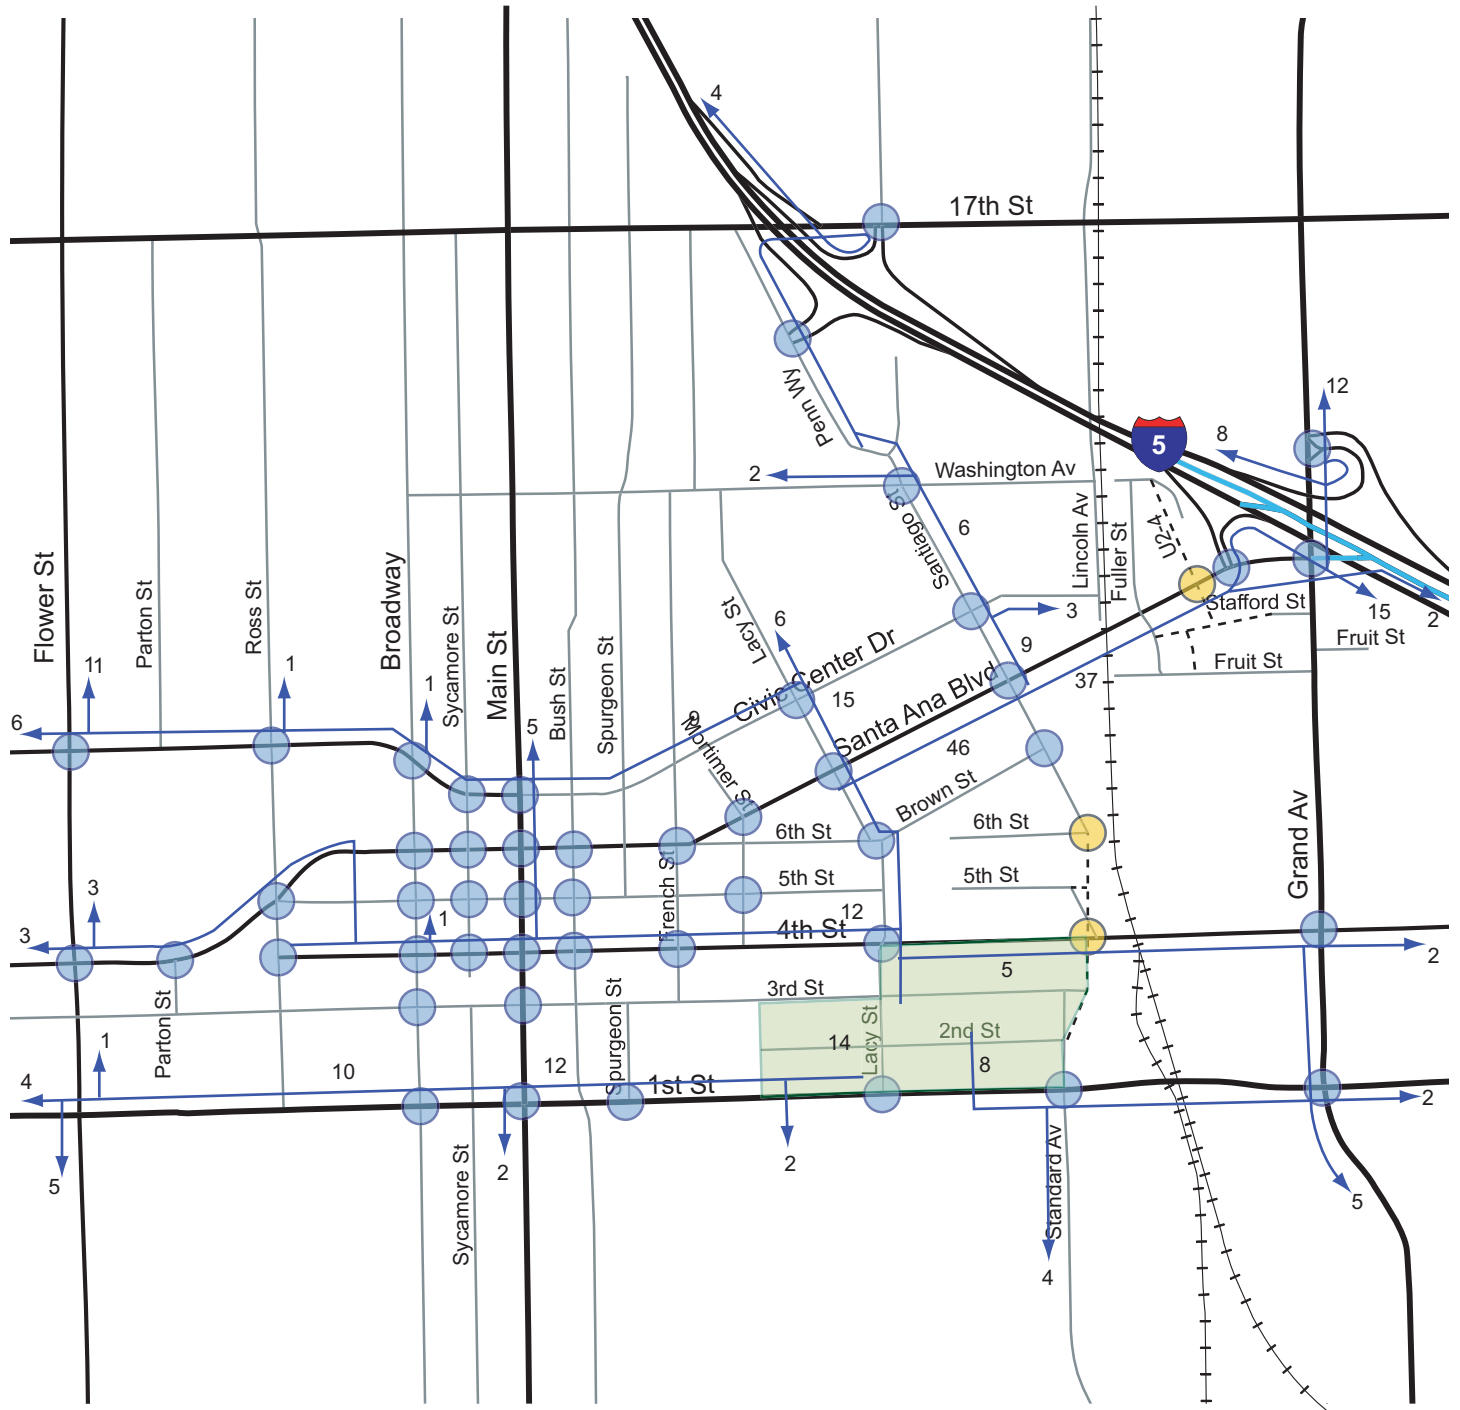 4
17th St
12
8
5
Penn Wy
2
Washington Av
6
Santiago St
Lincoln Av
Fuller St
U2-4
Flower St
Parton St
Ross St
Broadway
Sycamore St
Main St
Bush St
Spurgeon St
Lacy St
6
3
Stafford St
15
2
Fruit St
Fruit St
11
1
1
9
37
6
5
9
Civic Center Dr
15
Mortimer St
Santa Ana Blvd
46
Brown St
Grand Av
6th St
6th St
French St
5th St
5th St
3
1
12
4th St
3
5
2
3rd St
Parton St
Spurgeon St
Lacy St
2nd St
14
8
1
10
12
4
1st St
2
5
2
2
Sycamore St
Standard Av
5
4